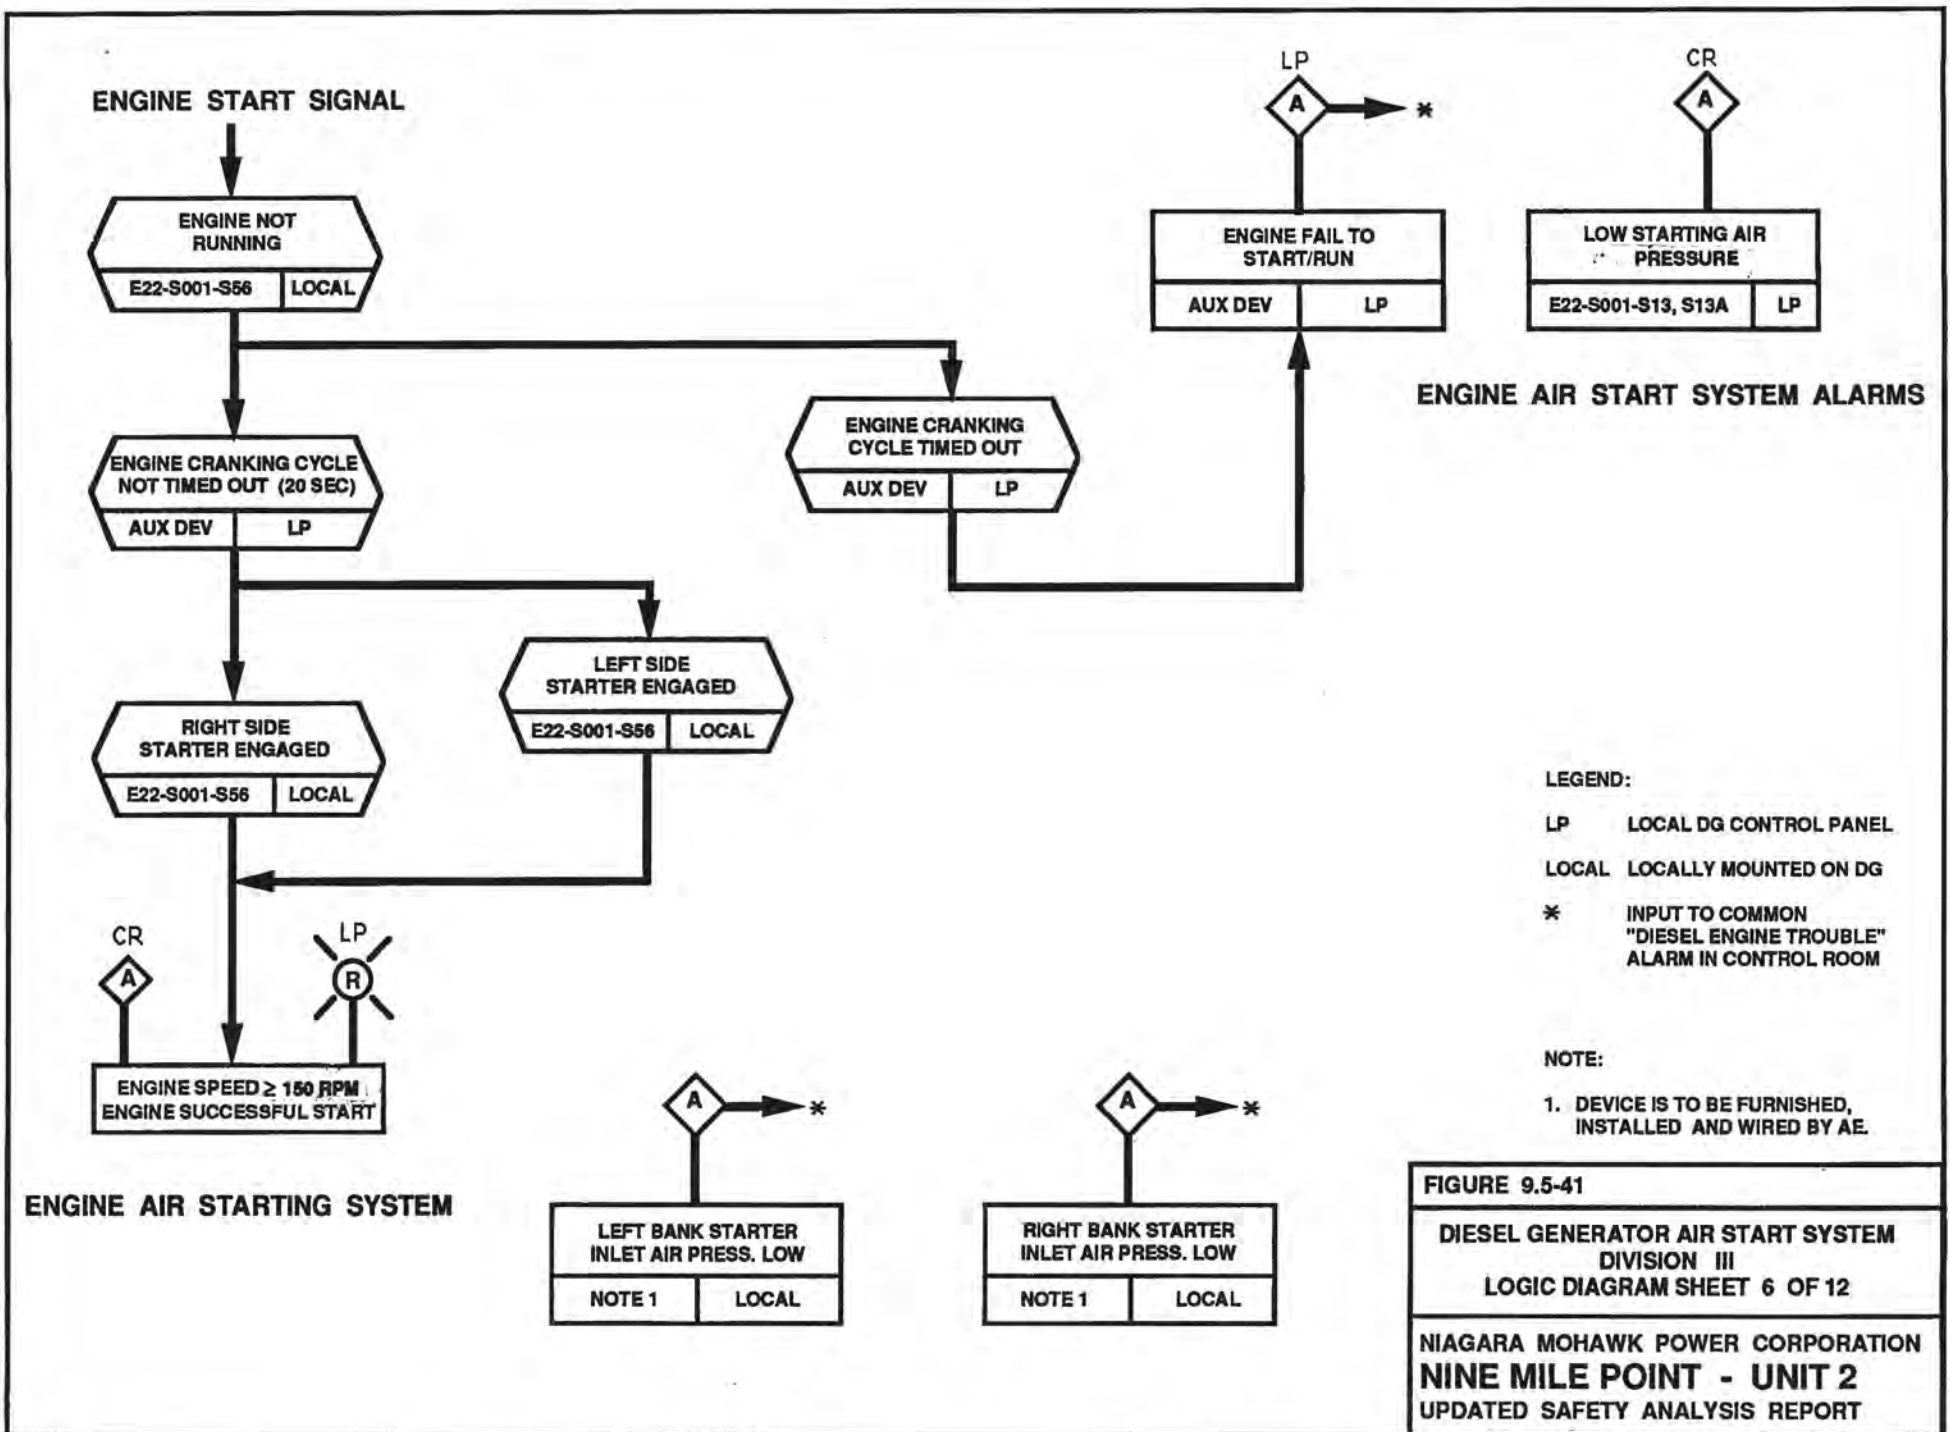 ENGINE START SIGNAL
ENGINE NOT
RUNNING
E22-S001-S56 LOCAL
ENGINE CRANKING CYCLE
NOT TIMED OUT (20 SEC)
AUX DEV LP
ENGINE CRANKING
CYCLE TIMED OUT
AUX DEV LP
LP
A
*
ENGINE FAIL TO
START/RUN
AUX DEV LP
CR
A
LOW STARTING AIR
PRESSURE
E22-S001-S13, S13A LP
ENGINE AIR START SYSTEM ALARMS
LEFT SIDE
STARTER ENGAGED
E22-S001-S56 LOCAL
RIGHT SIDE
STARTER ENGAGED
E22-S001-S56 LOCAL
CR
A
LP
R
ENGINE SPEED ≥ 150 RPM
ENGINE SUCCESSFUL START
ENGINE AIR STARTING SYSTEM
A
*
LEFT BANK STARTER
INLET AIR PRESS. LOW
NOTE 1 LOCAL
A
*
RIGHT BANK STARTER
INLET AIR PRESS. LOW
NOTE 1 LOCAL
LEGEND:
LP LOCAL DG CONTROL PANEL
LOCAL LOCALLY MOUNTED ON DG
* INPUT TO COMMON
"DIESEL ENGINE TROUBLE"
ALARM IN CONTROL ROOM
NOTE:
1. DEVICE IS TO BE FURNISHED,
INSTALLED AND WIRED BY AE.
FIGURE 9.5-41
DIESEL GENERATOR AIR START SYSTEM
DIVISION III
LOGIC DIAGRAM SHEET 6 OF 12
NIAGARA MOHAWK POWER CORPORATION
NINE MILE POINT - UNIT 2
UPDATED SAFETY ANALYSIS REPORT